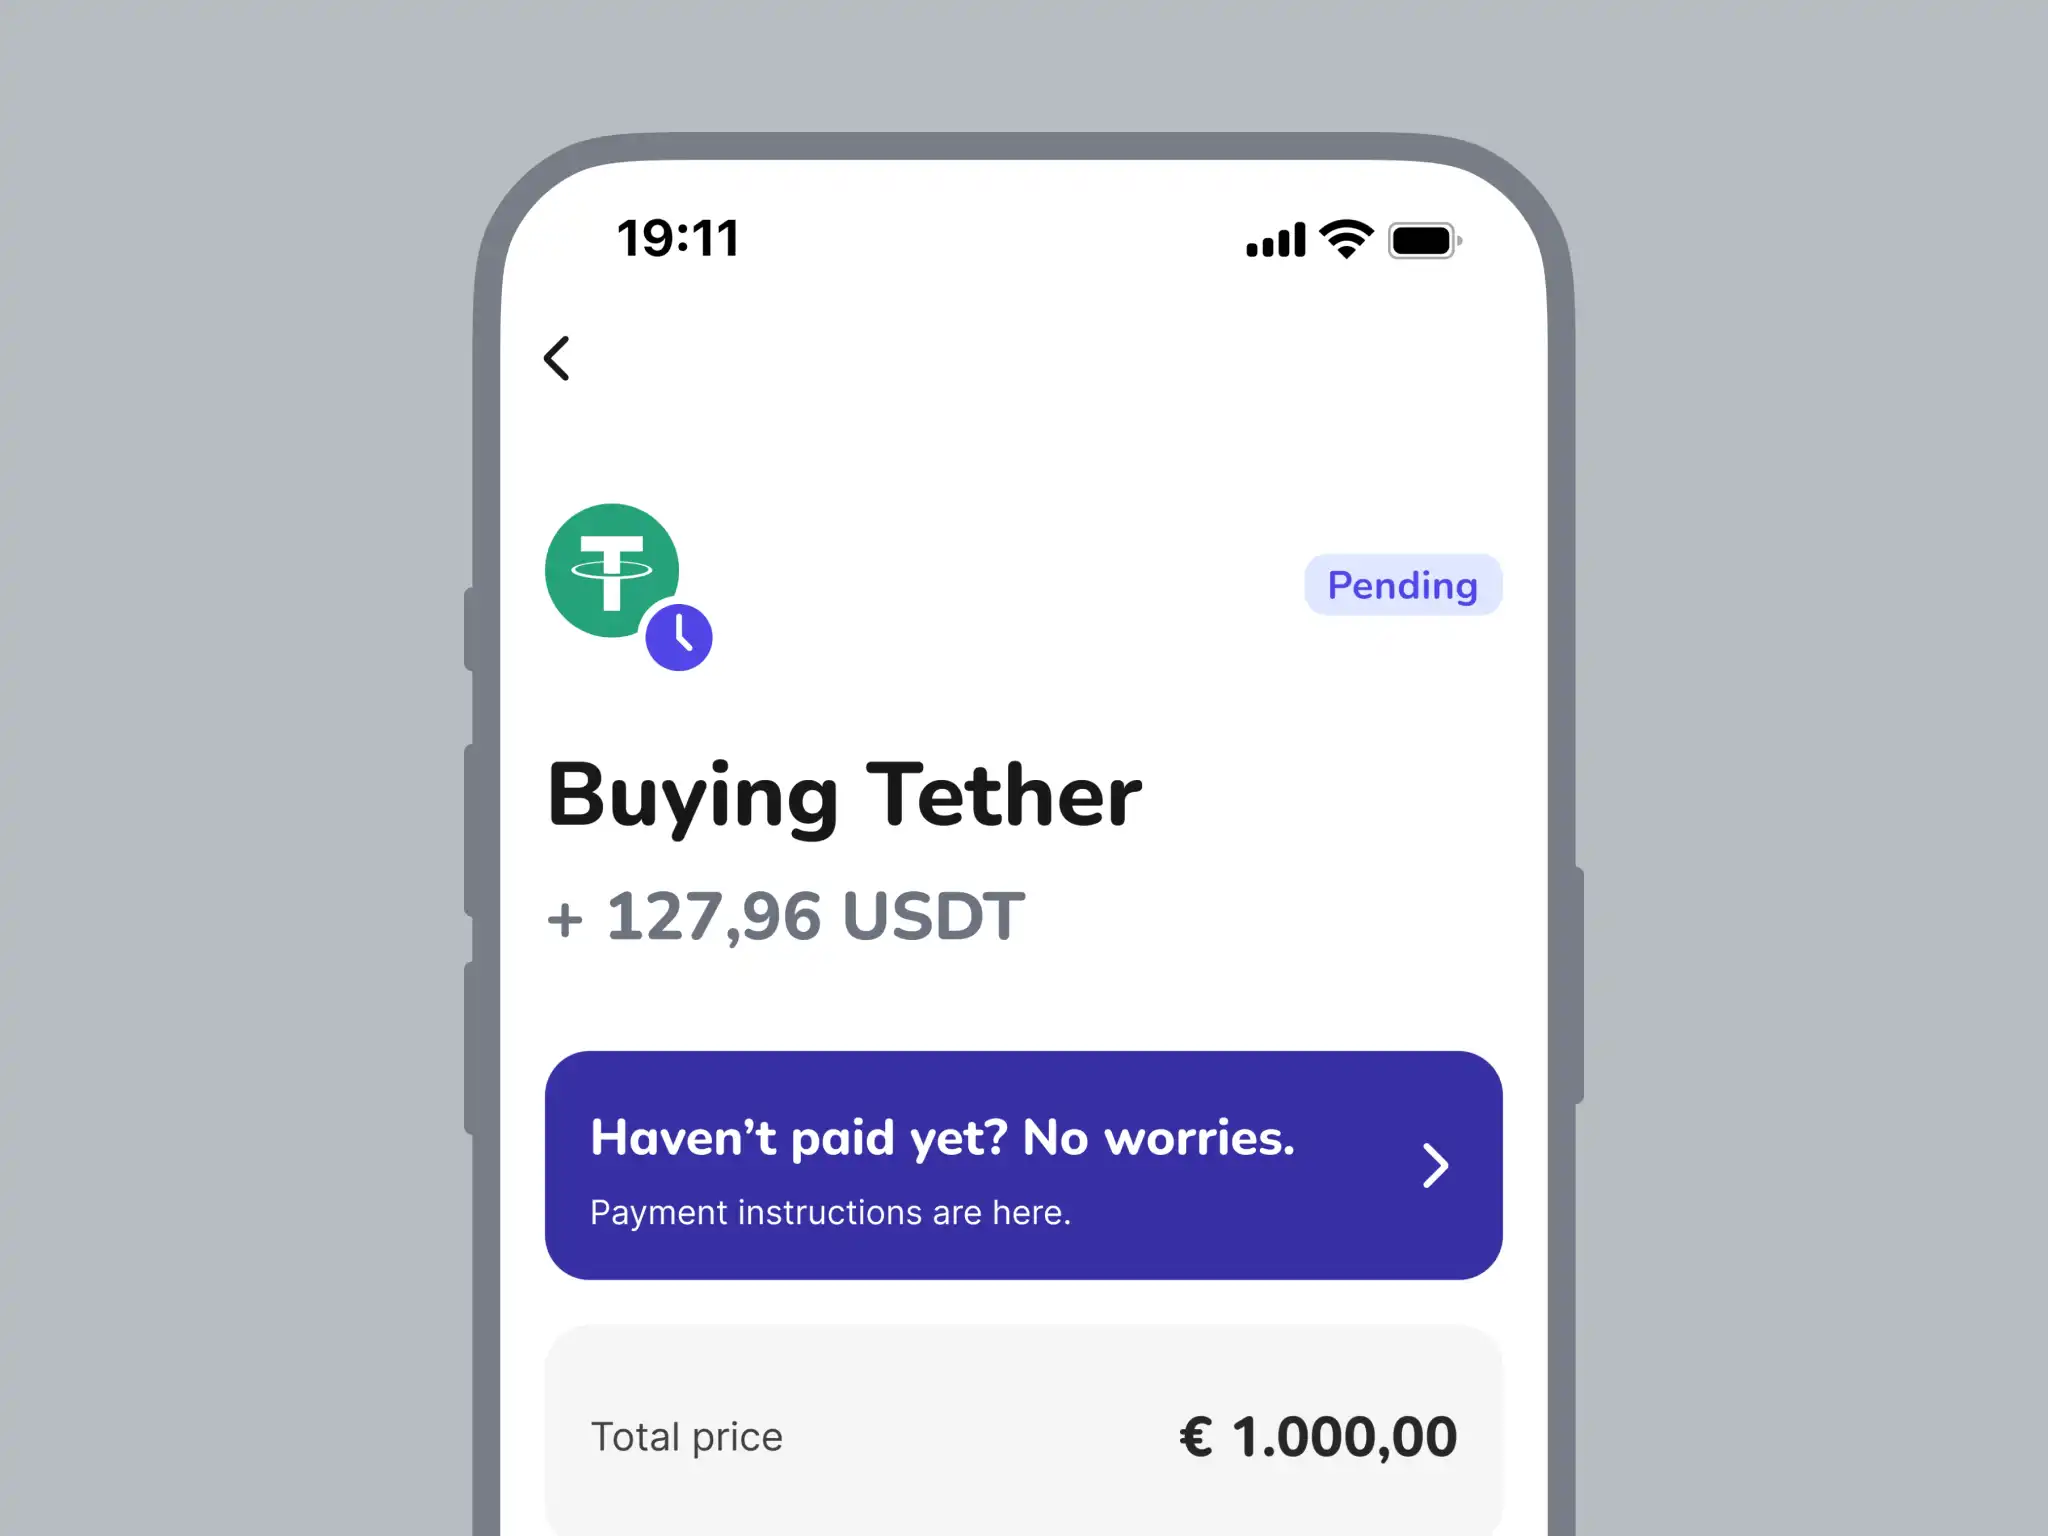 19:11
Pending
Buying Tether
+ 127,96 USDT
Haven’t paid yet? No worries.
Payment instructions are here.
Total price
€ 1.000,00